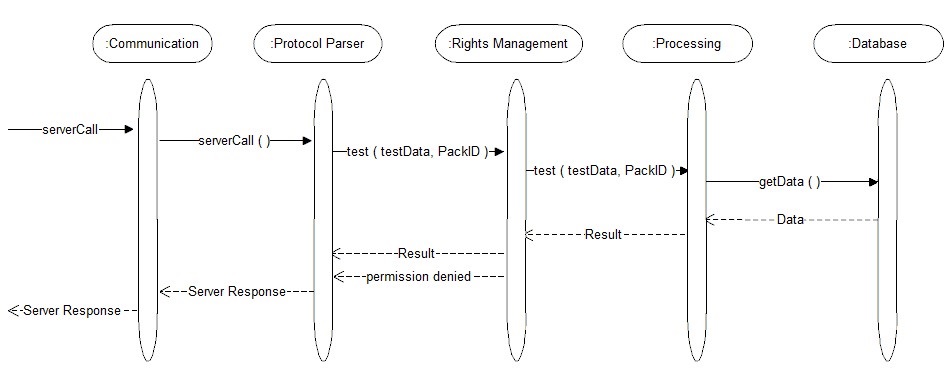 :Communication
:Protocol Parser
:Rights Management
:Processing
:Database
serverCall
serverCall ( )
test ( testData, PackID )
test ( testData, PackID )
getData ( )
Data
Result
Result
permission denied
Server Response
Server Response